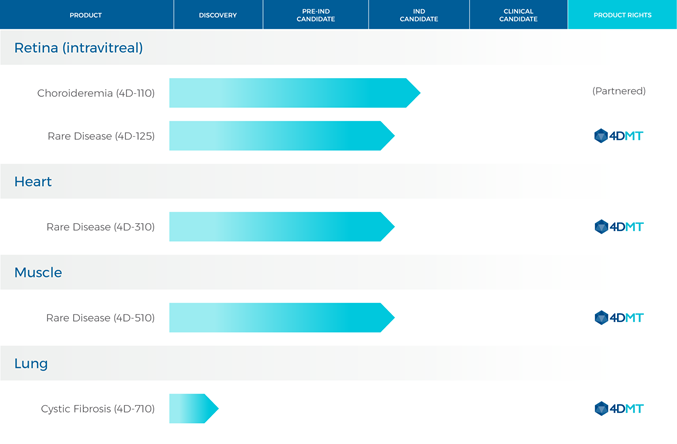 PRODUCT
DISCOVERY
PRE-IND
CANDIDATE
IND
CANDIDATE
CLINICAL
CANDIDATE
PRODUCT RIGHTS
Retina (intravitreal)
Choroideremia (4D-110)
(Partnered)
Rare Disease (4D-125)
4DMT
Heart
Rare Disease (4D-310)
4DMT
Muscle
Rare Disease (4D-510)
4DMT
Lung
Cystic Fibrosis (4D-710)
4DMT